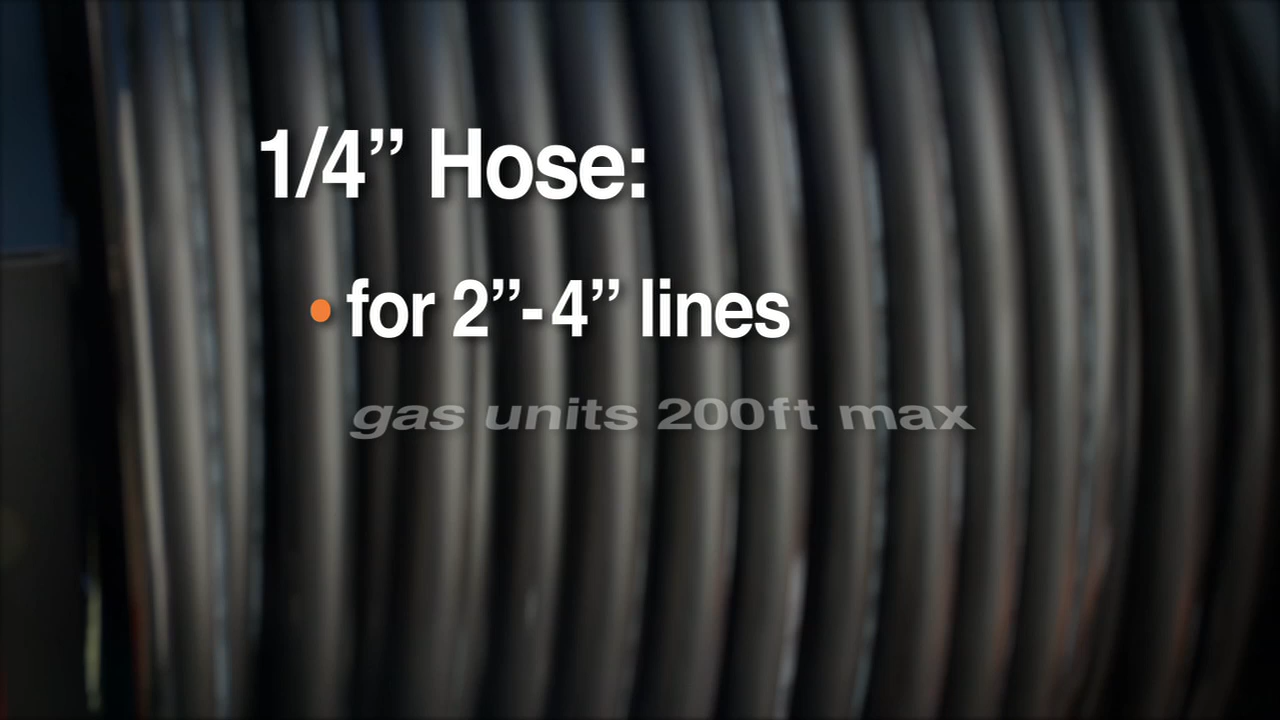 1/4” Hose:
• for 2”-4” lines
gas units 200ft max